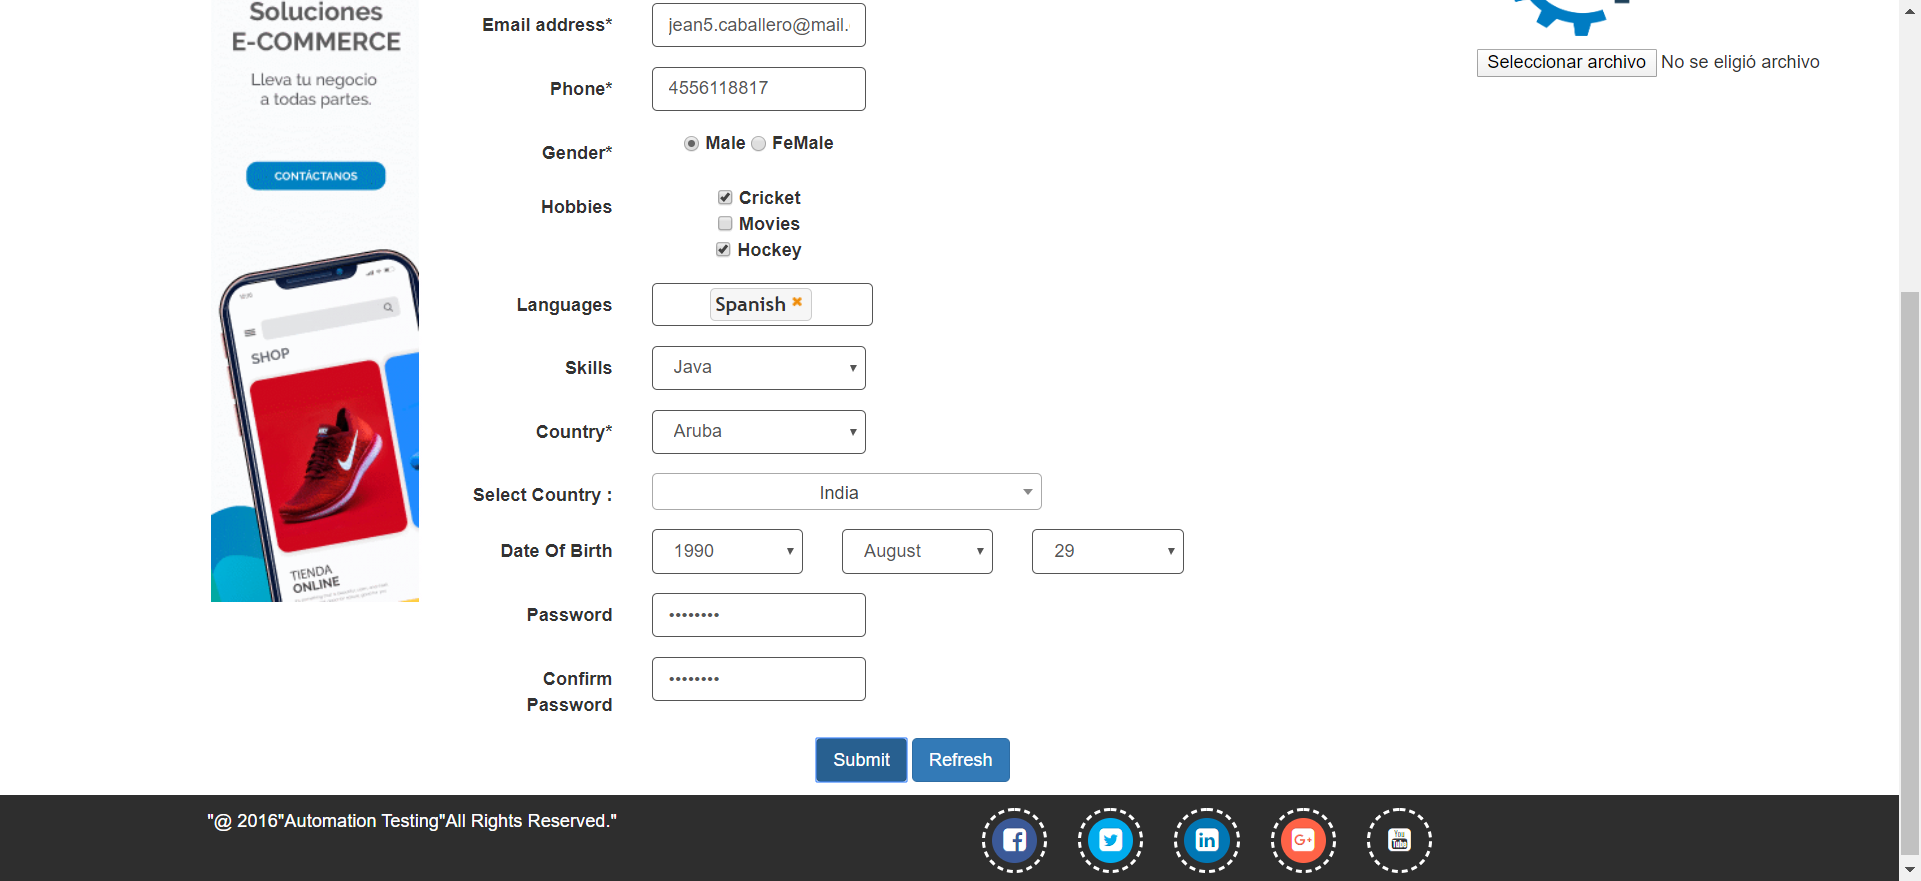 Soluciones
E-COMMERCE
Lleva tu negocio
a todas partes.
CONTÁCTANOS
SHOP
TIENDA
ONLINE
Email address*
jean5.caballero@mail.
Phone*
4556118817
Gender*
Male FeMale
Hobbies
Cricket
Movies
Hockey
Languages
Spanish
Skills
Java
Country*
Aruba
Select Country :
India
Date Of Birth
1990 August 29
Password
••••••••
Confirm
Password
••••••••
Submit Refresh
Seleccionar archivo No se eligió archivo
"@ 2016"Automation Testing"All Rights Reserved."
f in G+ You Tube